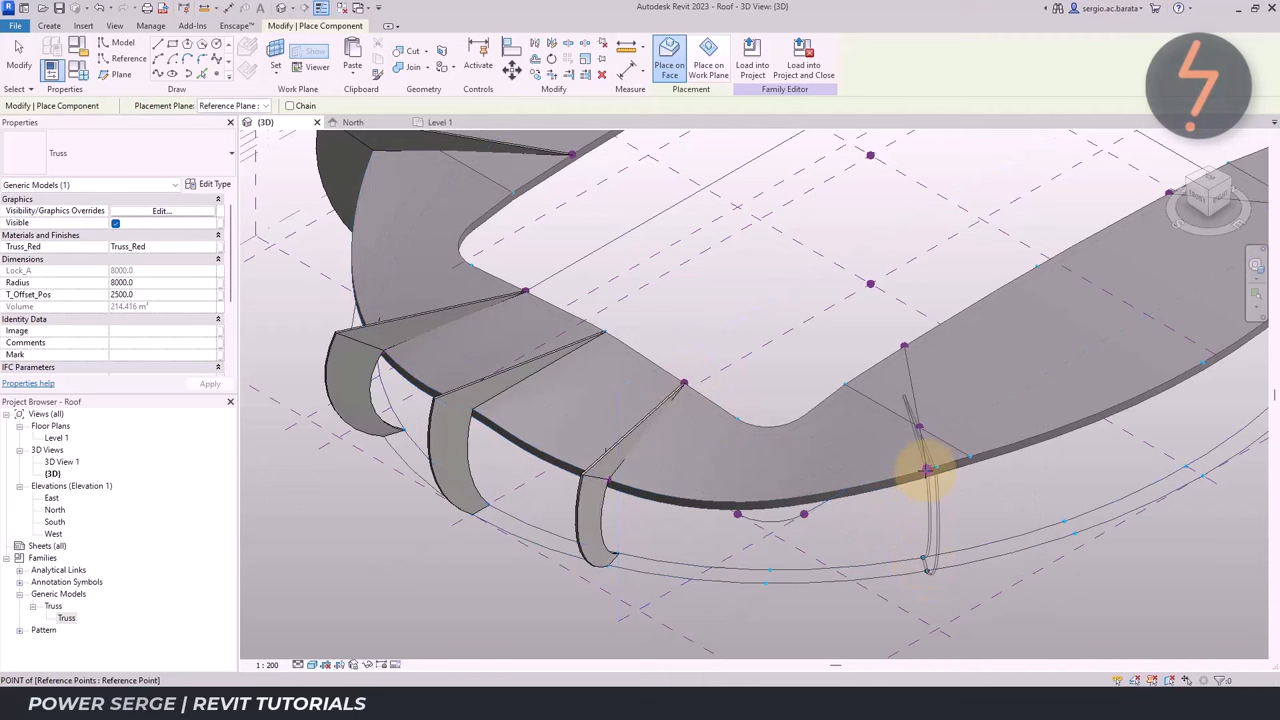 Autodesk Revit 2023 - Roof - 3D View: {3D}
sergio.ac.barata
File Create Insert View Manage Add-Ins Enscape™ Modify | Place Component
Modify
Select
Properties
Model
Reference
Plane
Draw
Set
Show
Viewer
Work Plane
Paste
Clipboard
Cut
Join
Geometry
Activate
Controls
Modify
Measure
Place on Face
Place on Work Plane
Placement
Load into Project
Load into Project and Close
Family Editor
Modify | Place Component Placement Plane: Reference Plane : Chain
Properties
Truss
Generic Models (1) Edit Type
Graphics
Visibility/Graphics Overrides Edit...
Visible
Materials and Finishes
Truss_Red Truss_Red
Dimensions
Lock_A 8000.0
Radius 8000.0
T_Offset_Pos 2500.0
Volume 214.416 m³
Identity Data
Image
Comments
Mark
IFC Parameters
Properties help Apply
Project Browser - Roof
Views (all)
Floor Plans
Level 1
3D Views
3D View 1
{3D}
Elevations (Elevation 1)
East
North
South
West
Sheets (all)
Families
Analytical Links
Annotation Symbols
Generic Models
Truss
Truss
Pattern
{3D} North Level 1
1 : 200
POINT of [Reference Points : Reference Point]
:0
POWER SERGE | REVIT TUTORIALS